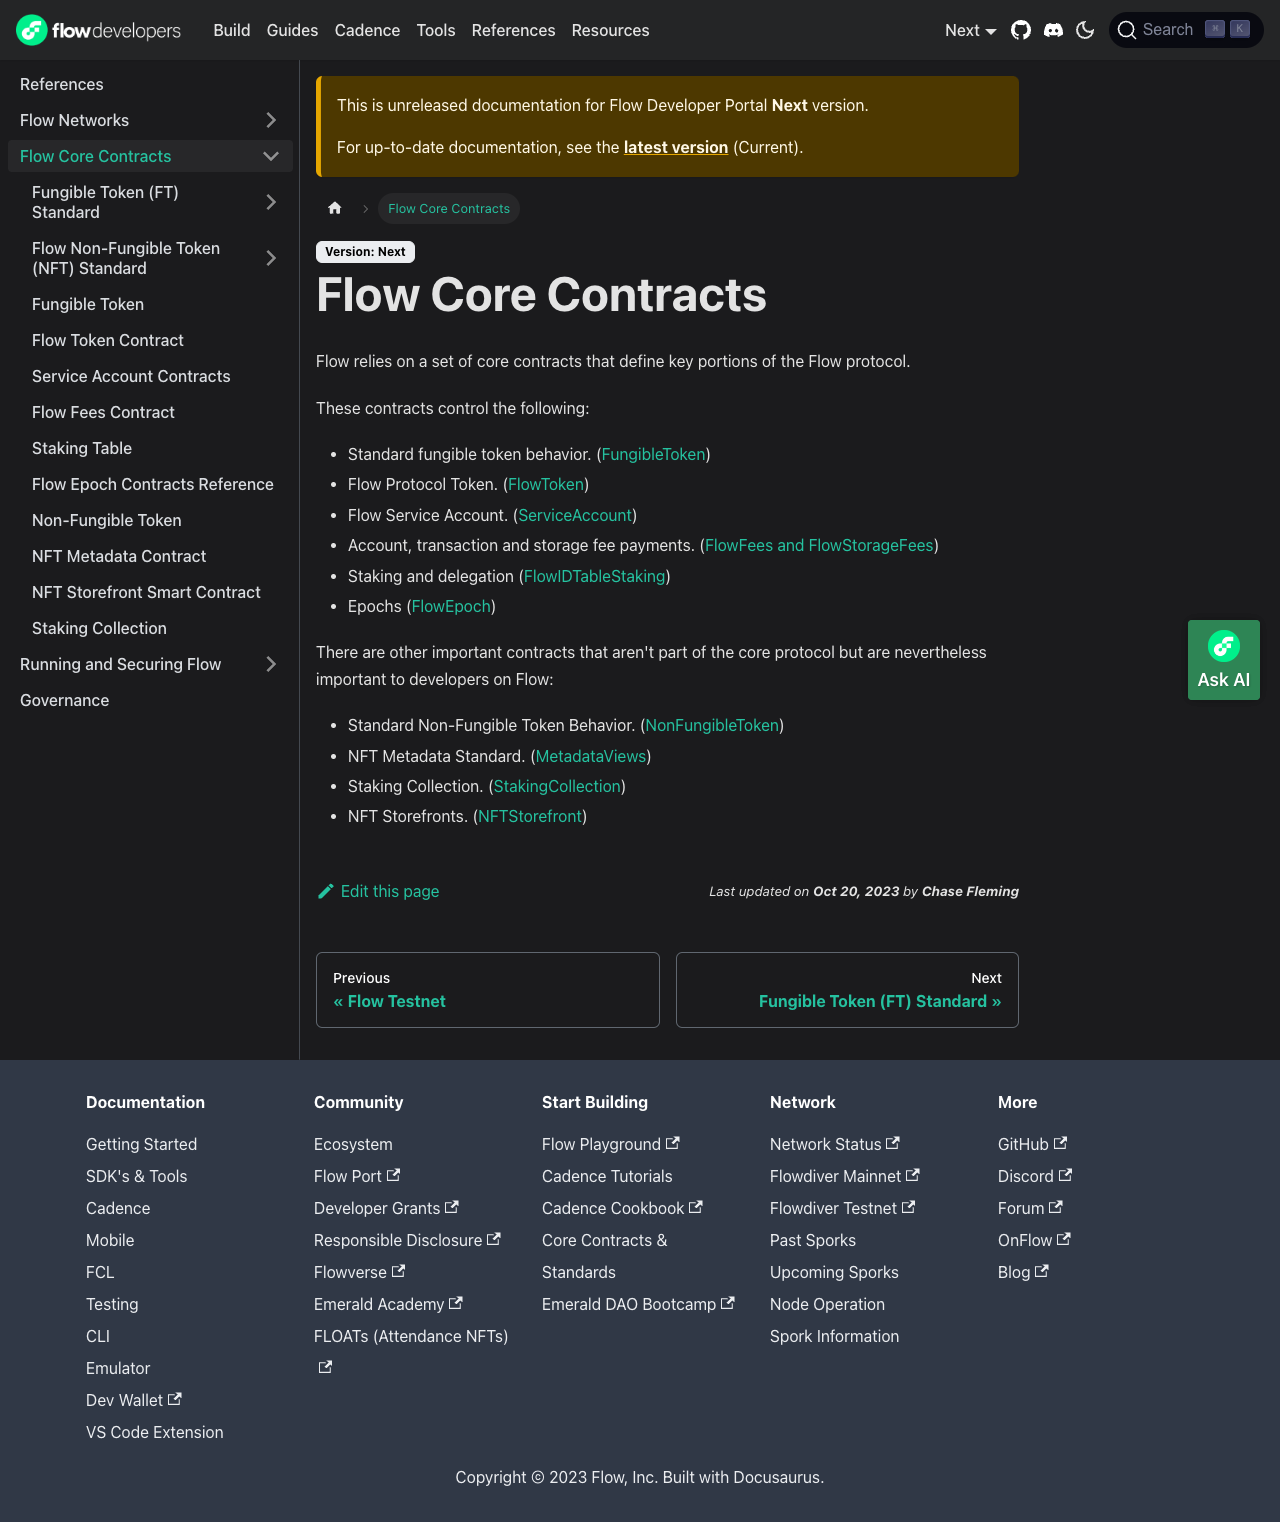 flowdevelopers
Build Guides Cadence Tools References Resources
Next
Search ⌘ K
References
Flow Networks
Flow Core Contracts
Fungible Token (FT)
Standard
Flow Non-Fungible Token
(NFT) Standard
Fungible Token
Flow Token Contract
Service Account Contracts
Flow Fees Contract
Staking Table
Flow Epoch Contracts Reference
Non-Fungible Token
NFT Metadata Contract
NFT Storefront Smart Contract
Staking Collection
Running and Securing Flow
Governance
This is unreleased documentation for Flow Developer Portal Next version.
For up-to-date documentation, see the latest version (Current).
Flow Core Contracts
Version: Next
Flow Core Contracts
Flow relies on a set of core contracts that define key portions of the Flow protocol.
These contracts control the following:
• Standard fungible token behavior. (FungibleToken)
• Flow Protocol Token. (FlowToken)
• Flow Service Account. (ServiceAccount)
• Account, transaction and storage fee payments. (FlowFees and FlowStorageFees)
• Staking and delegation (FlowIDTableStaking)
• Epochs (FlowEpoch)
There are other important contracts that aren't part of the core protocol but are nevertheless
important to developers on Flow:
• Standard Non-Fungible Token Behavior. (NonFungibleToken)
• NFT Metadata Standard. (MetadataViews)
• Staking Collection. (StakingCollection)
• NFT Storefronts. (NFTStorefront)
Edit this page
Last updated on Oct 20, 2023 by Chase Fleming
Previous
« Flow Testnet
Next
Fungible Token (FT) Standard »
Ask AI
Documentation
Getting Started
SDK's & Tools
Cadence
Mobile
FCL
Testing
CLI
Emulator
Dev Wallet
VS Code Extension
Community
Ecosystem
Flow Port
Developer Grants
Responsible Disclosure
Flowverse
Emerald Academy
FLOATs (Attendance NFTs)
Start Building
Flow Playground
Cadence Tutorials
Cadence Cookbook
Core Contracts &
Standards
Emerald DAO Bootcamp
Network
Network Status
Flowdiver Mainnet
Flowdiver Testnet
Past Sporks
Upcoming Sporks
Node Operation
Spork Information
More
GitHub
Discord
Forum
OnFlow
Blog
Copyright © 2023 Flow, Inc. Built with Docusaurus.